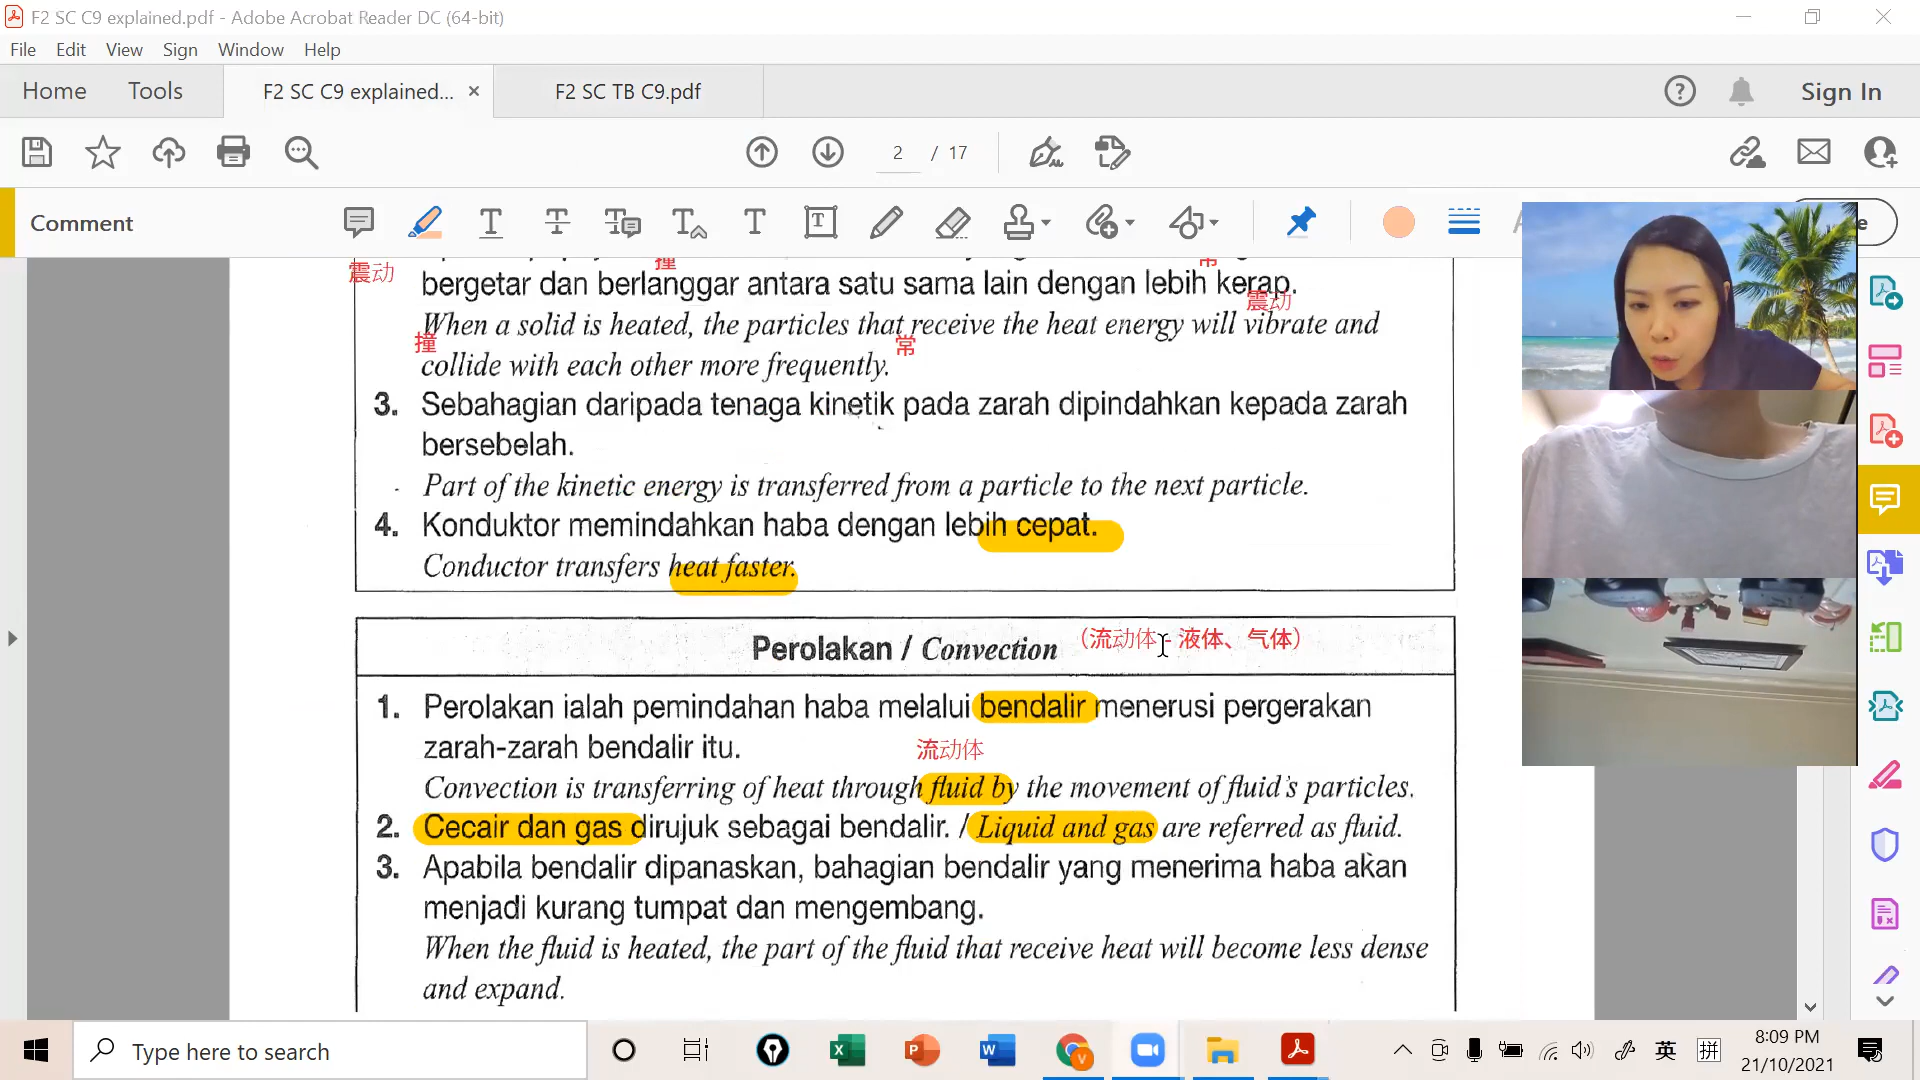 F2 SC C9 explained.pdf - Adobe Acrobat Reader DC (64-bit)
File Edit View Sign Window Help
Home Tools F2 SC C9 explained... × F2 SC TB C9.pdf Sign In
2 / 17
Comment
震动 撞 常
bergetar dan berlanggar antara satu sama lain dengan lebih kerap.
震动
When a solid is heated, the particles that receive the heat energy will vibrate and
撞 常
collide with each other more frequently.
3. Sebahagian daripada tenaga kinetik pada zarah dipindahkan kepada zarah
bersebelah.
Part of the kinetic energy is transferred from a particle to the next particle.
4. Konduktor memindahkan haba dengan lebih cepat.
Conductor transfers heat faster.
Perolakan / Convection （流动体 - 液体、气体）
1. Perolakan ialah pemindahan haba melalui bendalir menerusi pergerakan
zarah-zarah bendalir itu.
流动体
Convection is transferring of heat through fluid by the movement of fluid's particles.
2. Cecair dan gas dirujuk sebagai bendalir. / Liquid and gas are referred as fluid.
3. Apabila bendalir dipanaskan, bahagian bendalir yang menerima haba akan
menjadi kurang tumpat dan mengembang.
When the fluid is heated, the part of the fluid that receive heat will become less dense
and expand.
Type here to search
英 拼
8:09 PM
21/10/2021